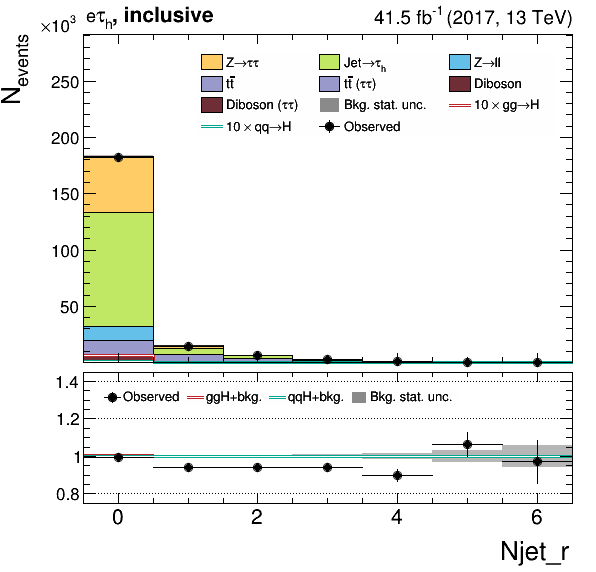 ×10³ eτh, inclusive 41.5 fb⁻¹ (2017, 13 TeV)
Nevents
Z→ττ Jet→τh Z→ll
tt̄ tt̄ (ττ) Diboson
Diboson (ττ) Bkg. stat. unc. 10 × gg→H
10 × qq→H Observed
250
200
150
100
50
1.4
Observed ggH+bkg. qqH+bkg. Bkg. stat. unc.
1.2
1
0.8
0 2 4 6
Njet_r